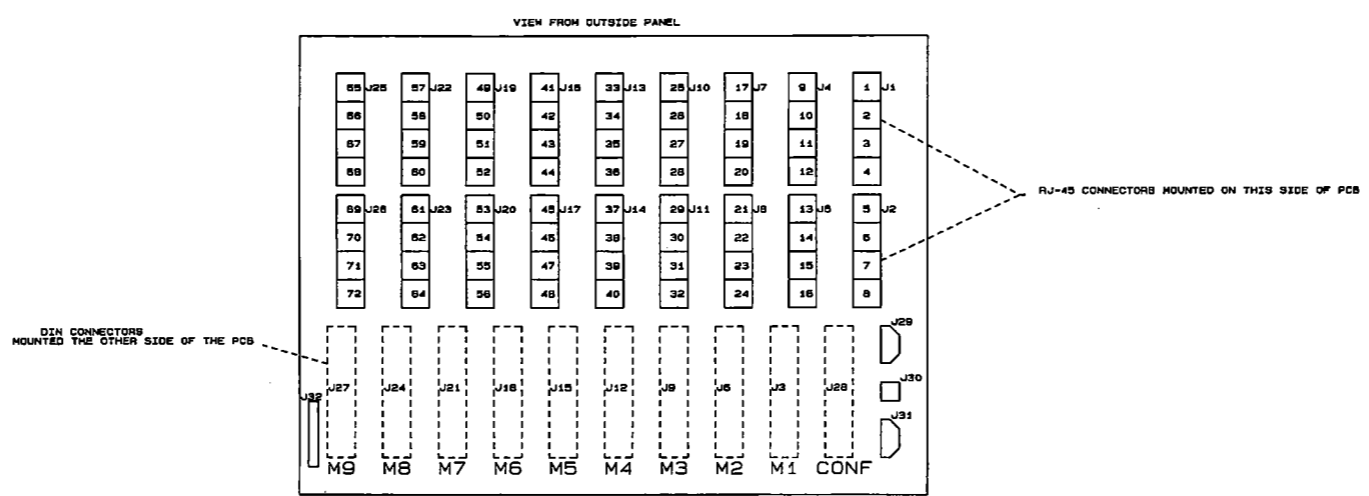 VIEW FROM OUTSIDE PANEL
65 J25 57 J22 49 J19 41 J16 33 J13 25 J10 17 J7 9 J4 1 J1
66 58 50 42 34 26 18 10 2
67 59 51 43 35 27 19 11 3
68 60 52 44 36 28 20 12 4
RJ-45 CONNECTORS MOUNTED ON THIS SIDE OF PCB
69 J26 61 J23 53 J20 45 J17 37 J14 29 J11 21 J8 13 J5 5 J2
70 62 54 46 38 30 22 14 6
71 63 55 47 39 31 23 15 7
72 64 56 48 40 32 24 16 8
DIN CONNECTORS
MOUNTED THE OTHER SIDE OF THE PCB
J29
J32 J27 J24 J21 J18 J15 J12 J9 J6 J3 J28 J30
J31
M9 M8 M7 M6 M5 M4 M3 M2 M1 CONF